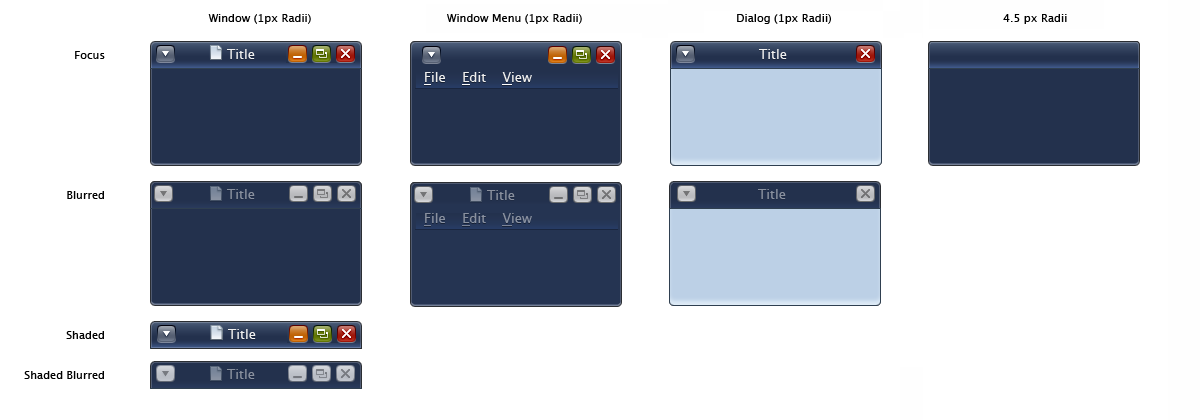 Window (1px Radii) Window Menu (1px Radii) Dialog (1px Radii) 4.5 px Radii
Focus Title Title
File Edit View
Blurred Title Title Title
File Edit View
Shaded Title
Shaded Blurred Title